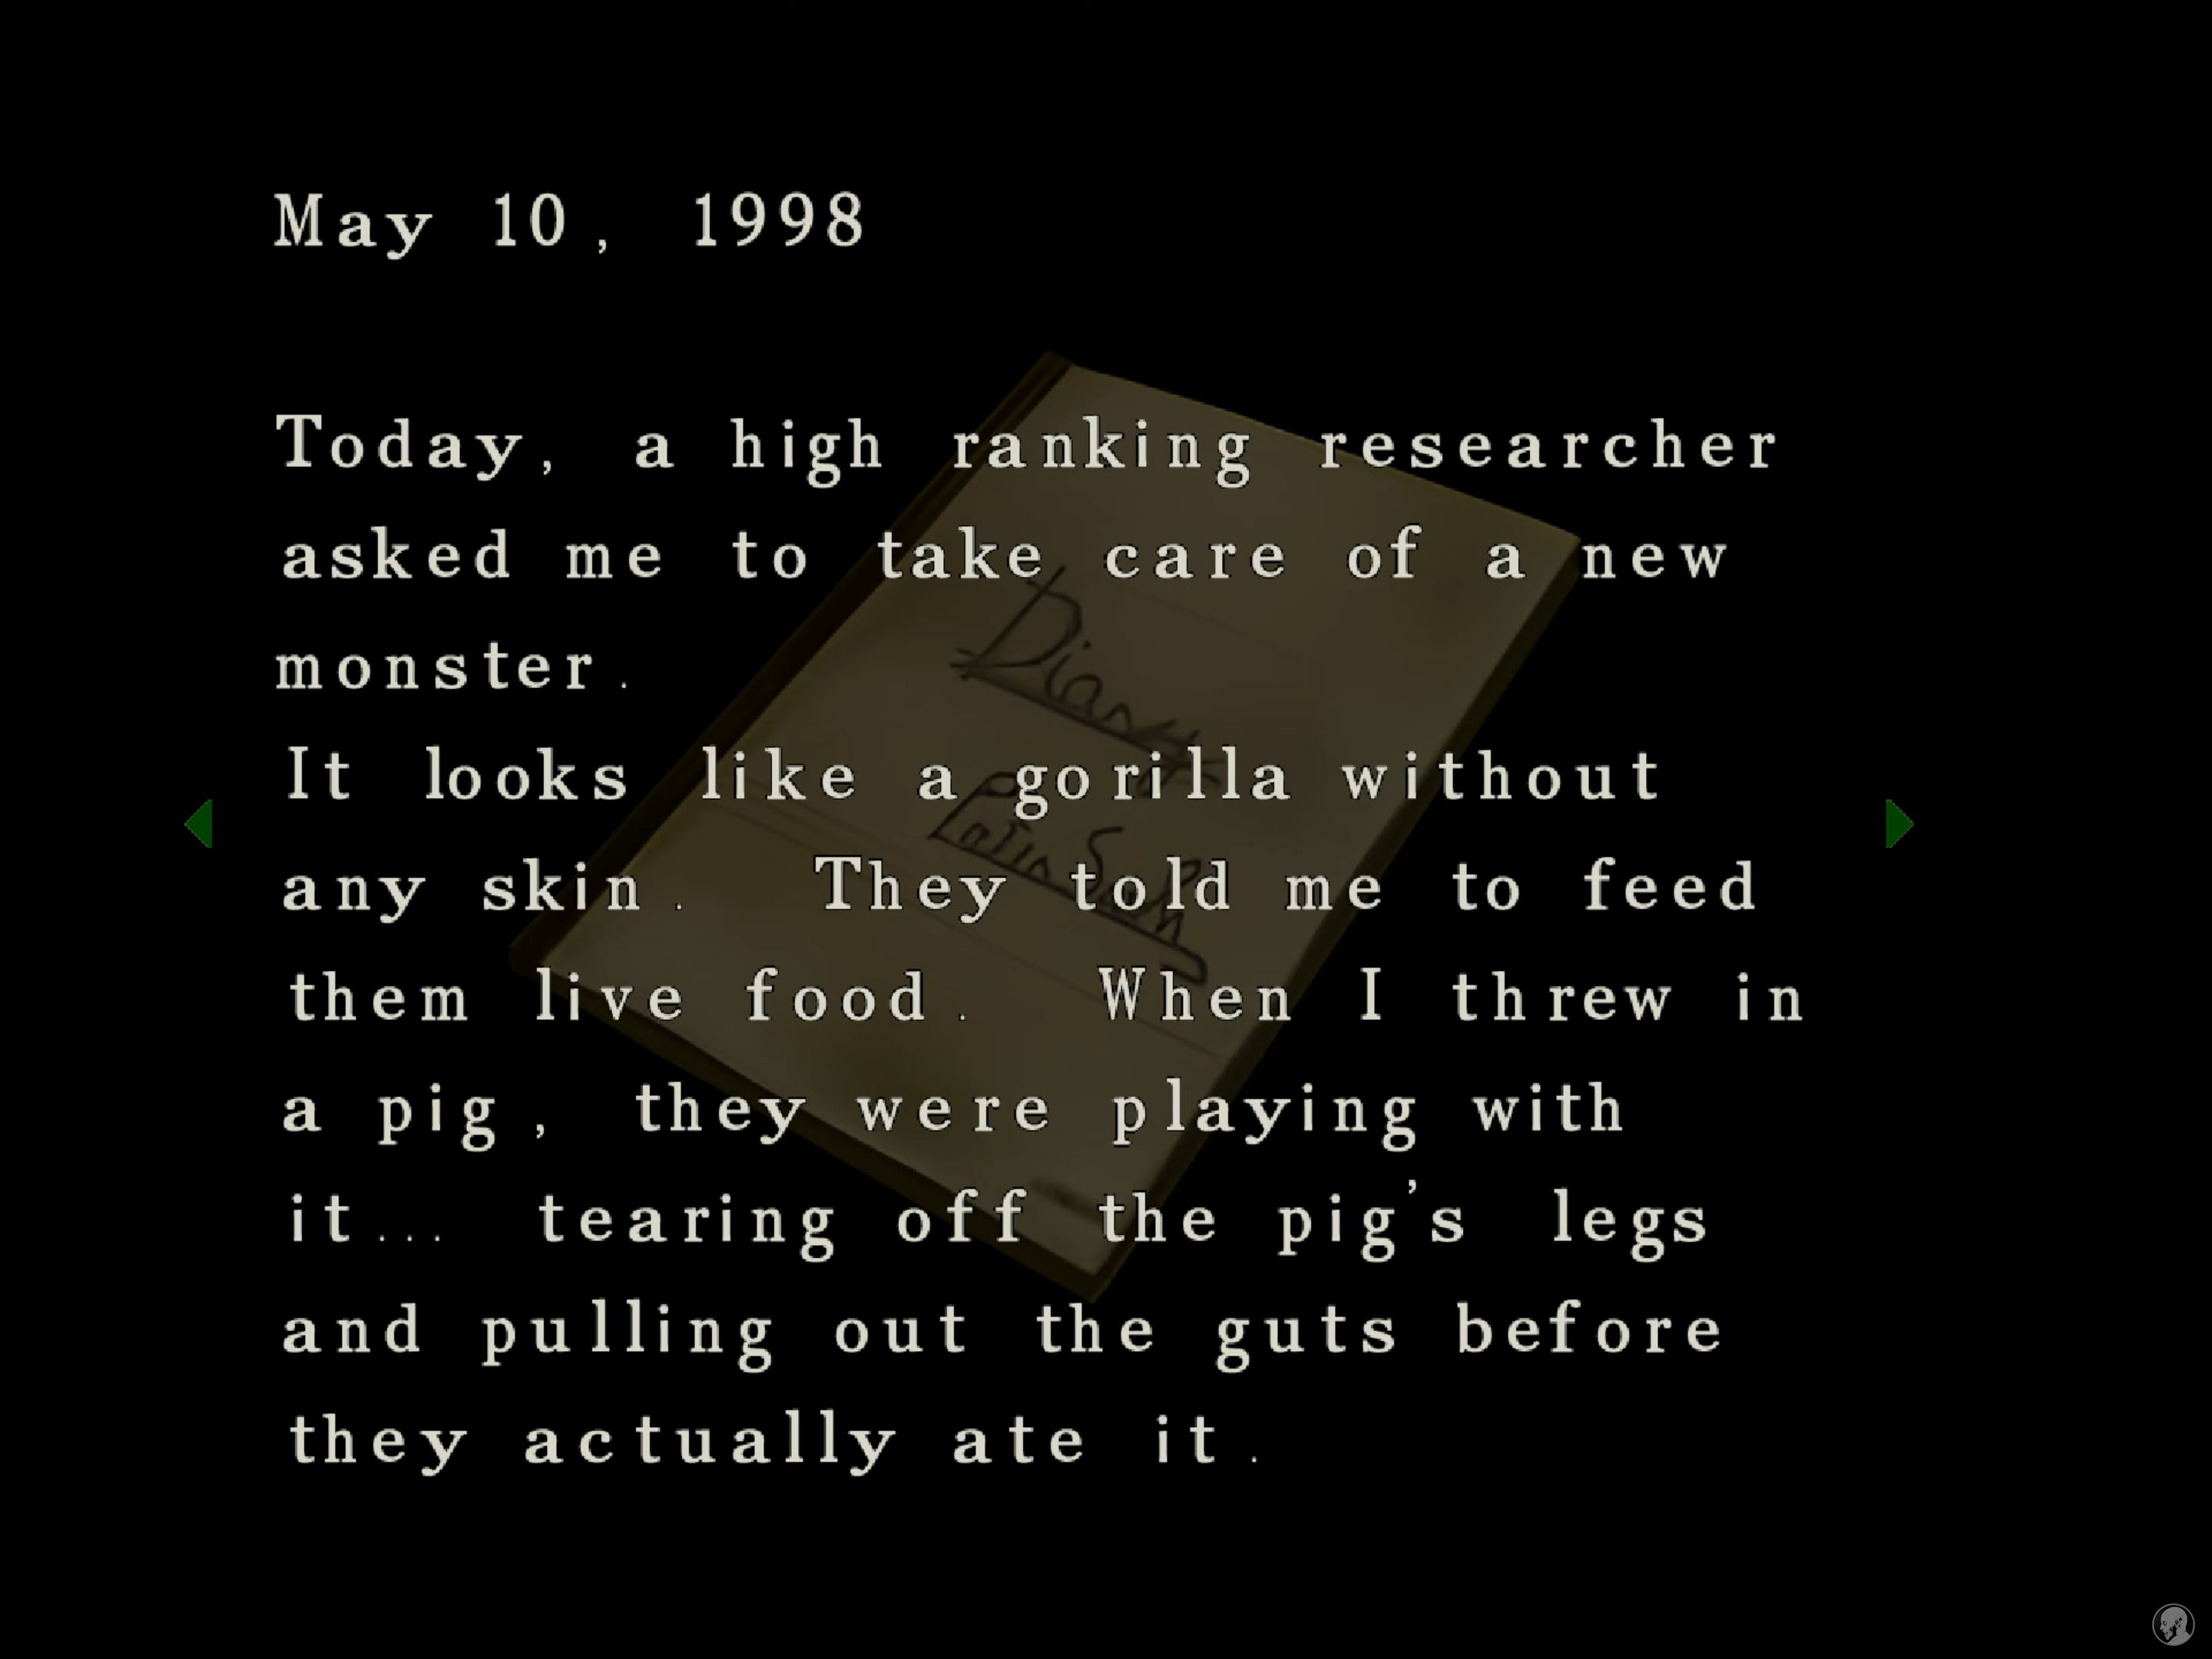 May 10, 1998
Today, a high ranking researcher
asked me to take care of a new
monster.
It looks like a gorilla without
any skin. They told me to feed
them live food. When I threw in
a pig, they were playing with
it... tearing off the pig's legs
and pulling out the guts before
they actually ate it.
Diary